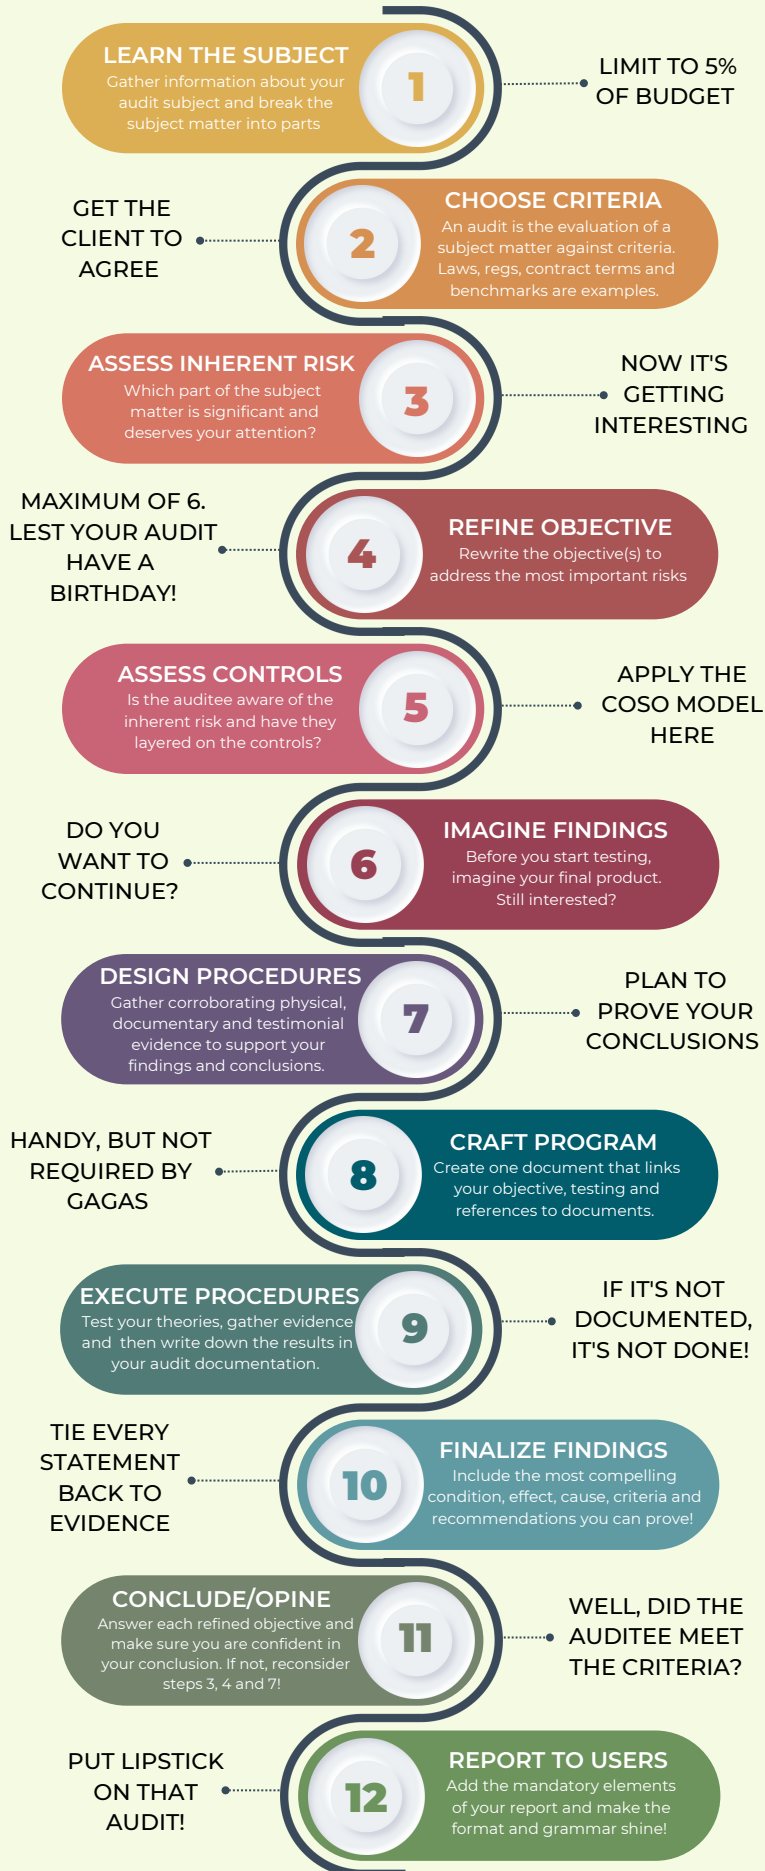 LEARN THE SUBJECT
Gather information about your
audit subject and break the
subject matter into parts
1
LIMIT TO 5%
OF BUDGET
GET THE
CLIENT TO
AGREE
2
CHOOSE CRITERIA
An audit is the evaluation of a
subject matter against criteria.
Laws, regs, contract terms and
benchmarks are examples.
ASSESS INHERENT RISK
Which part of the subject
matter is significant and
deserves your attention?
3
NOW IT'S
GETTING
INTERESTING
MAXIMUM OF 6.
LEST YOUR AUDIT
HAVE A
BIRTHDAY!
4
REFINE OBJECTIVE
Rewrite the objective(s) to
address the most important risks
ASSESS CONTROLS
Is the auditee aware of the
inherent risk and have they
layered on the controls?
5
APPLY THE
COSO MODEL
HERE
DO YOU
WANT TO
CONTINUE?
6
IMAGINE FINDINGS
Before you start testing,
imagine your final product.
Still interested?
DESIGN PROCEDURES
Gather corroborating physical,
documentary and testimonial
evidence to support your
findings and conclusions.
7
PLAN TO
PROVE YOUR
CONCLUSIONS
HANDY, BUT NOT
REQUIRED BY
GAGAS
8
CRAFT PROGRAM
Create one document that links
your objective, testing and
references to documents.
EXECUTE PROCEDURES
Test your theories, gather evidence
and then write down the results in
your audit documentation.
9
IF IT'S NOT
DOCUMENTED,
IT'S NOT DONE!
TIE EVERY
STATEMENT
BACK TO
EVIDENCE
10
FINALIZE FINDINGS
Include the most compelling
condition, effect, cause, criteria and
recommendations you can prove!
CONCLUDE/OPINE
Answer each refined objective and
make sure you are confident in
your conclusion. If not, reconsider
steps 3, 4 and 7!
11
WELL, DID THE
AUDITEE MEET
THE CRITERIA?
PUT LIPSTICK
ON THAT
AUDIT!
12
REPORT TO USERS
Add the mandatory elements
of your report and make the
format and grammar shine!